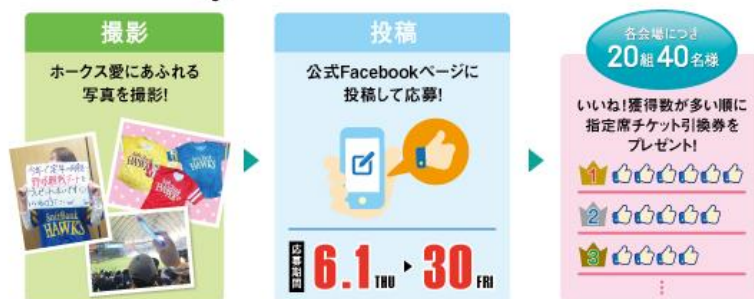 撮影
ホークス愛にあふれる
写真を撮影!
SoftBank
HAWKS
HAWKS
投稿
公式Facebookページに
投稿して応募!
応募期間
6.1 THU ▶ 30 FRI
各会場につき
20組40名様
いいね!獲得数が多い順に
指定席チケット引換券を
プレゼント!
1
2
3